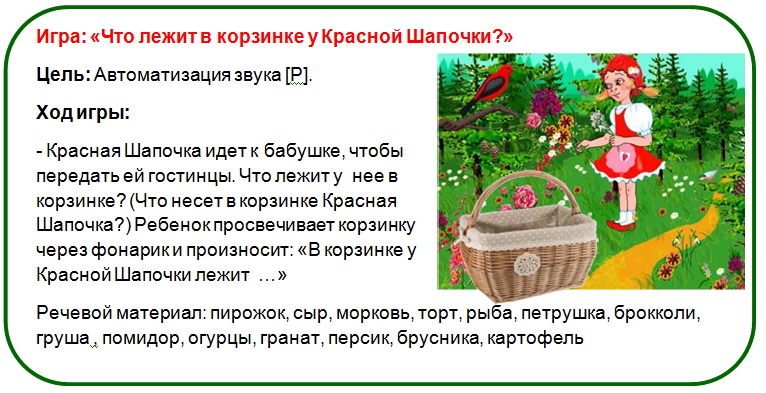 Игра: «Что лежит в корзинке у Красной Шапочки?»
Цель: Автоматизация звука [Р].
Ход игры:
- Красная Шапочка идет к бабушке, чтобы
передать ей гостинцы. Что лежит у нее в
корзинке? (Что несет в корзинке Красная
Шапочка?) Ребенок просвечивает корзинку
через фонарик и произносит: «В корзинке у
Красной Шапочки лежит …»
Речевой материал: пирожок, сыр, морковь, торт, рыба, петрушка, брокколи,
груша , помидор, огурцы, гранат, персик, брусника, картофель